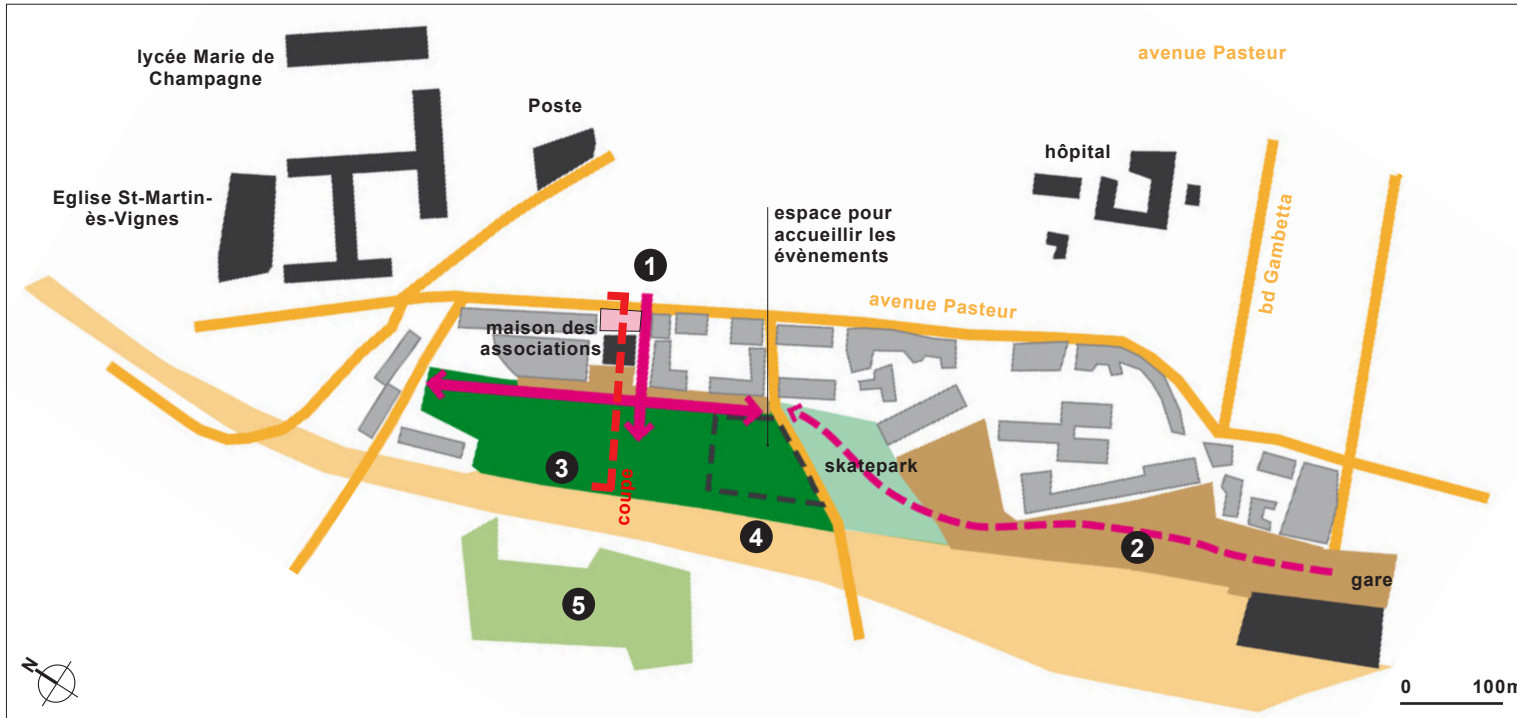 lycée Marie de
Champagne
avenue Pasteur
Poste
hôpital
Eglise St-Martin-
ès-Vignes
espace pour
accueillir les
évènements
bd Gambetta
1
avenue Pasteur
maison des
associations
skatepark
3
coupe
4
2
gare
5
N
0 100m